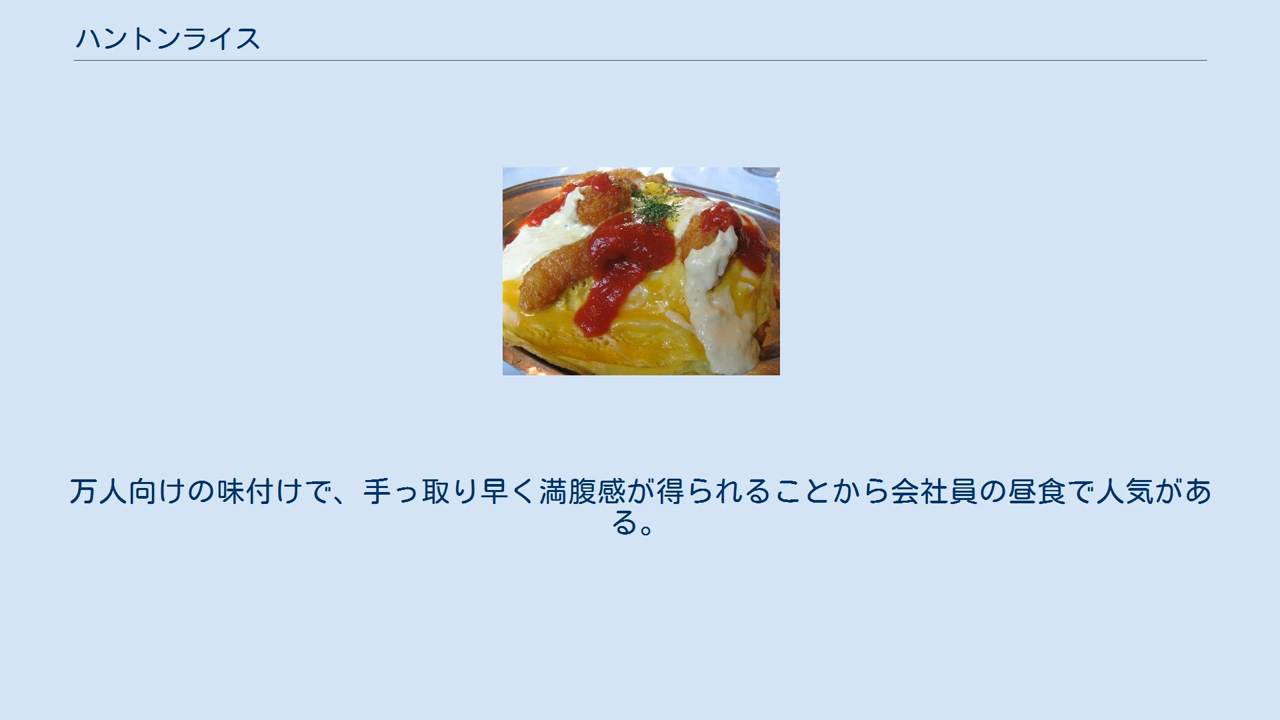 ハントンライス
万人向けの味付けで、手っ取り早く満腹感が得られることから会社員の昼食で人気があ
る。